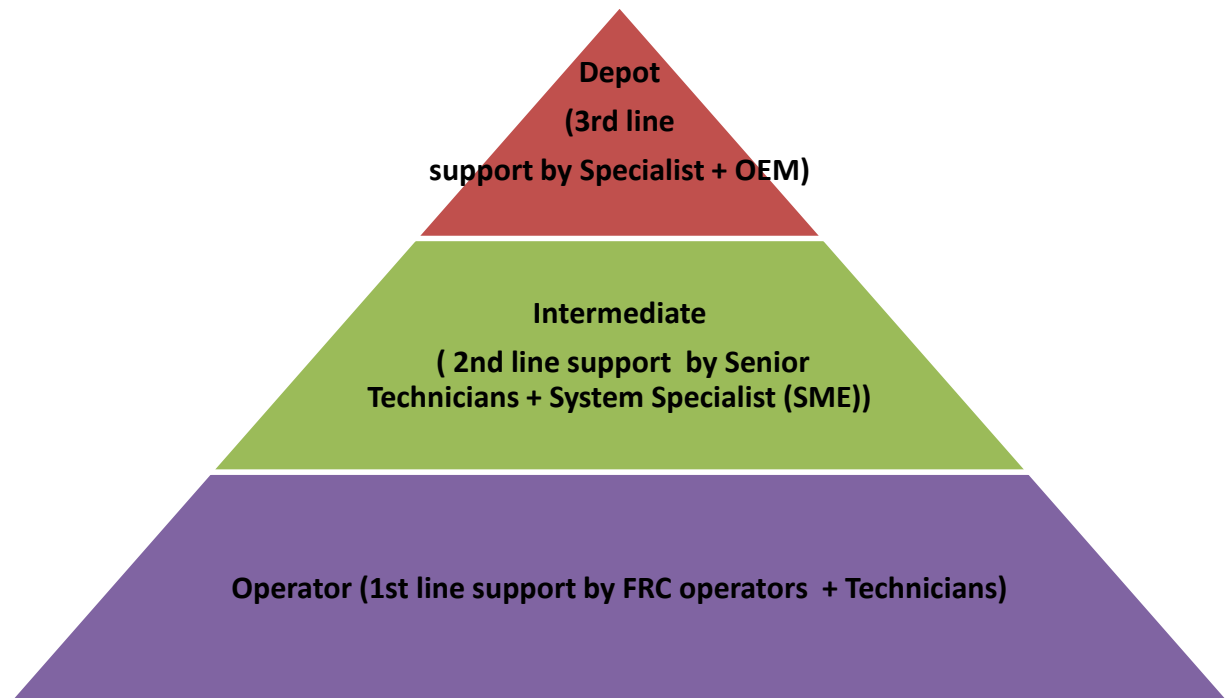 Depot
(3rd line
support by Specialist + OEM)
Intermediate
( 2nd line support  by Senior
Technicians + System Specialist (SME))
Operator (1st line support by FRC operators  + Technicians)